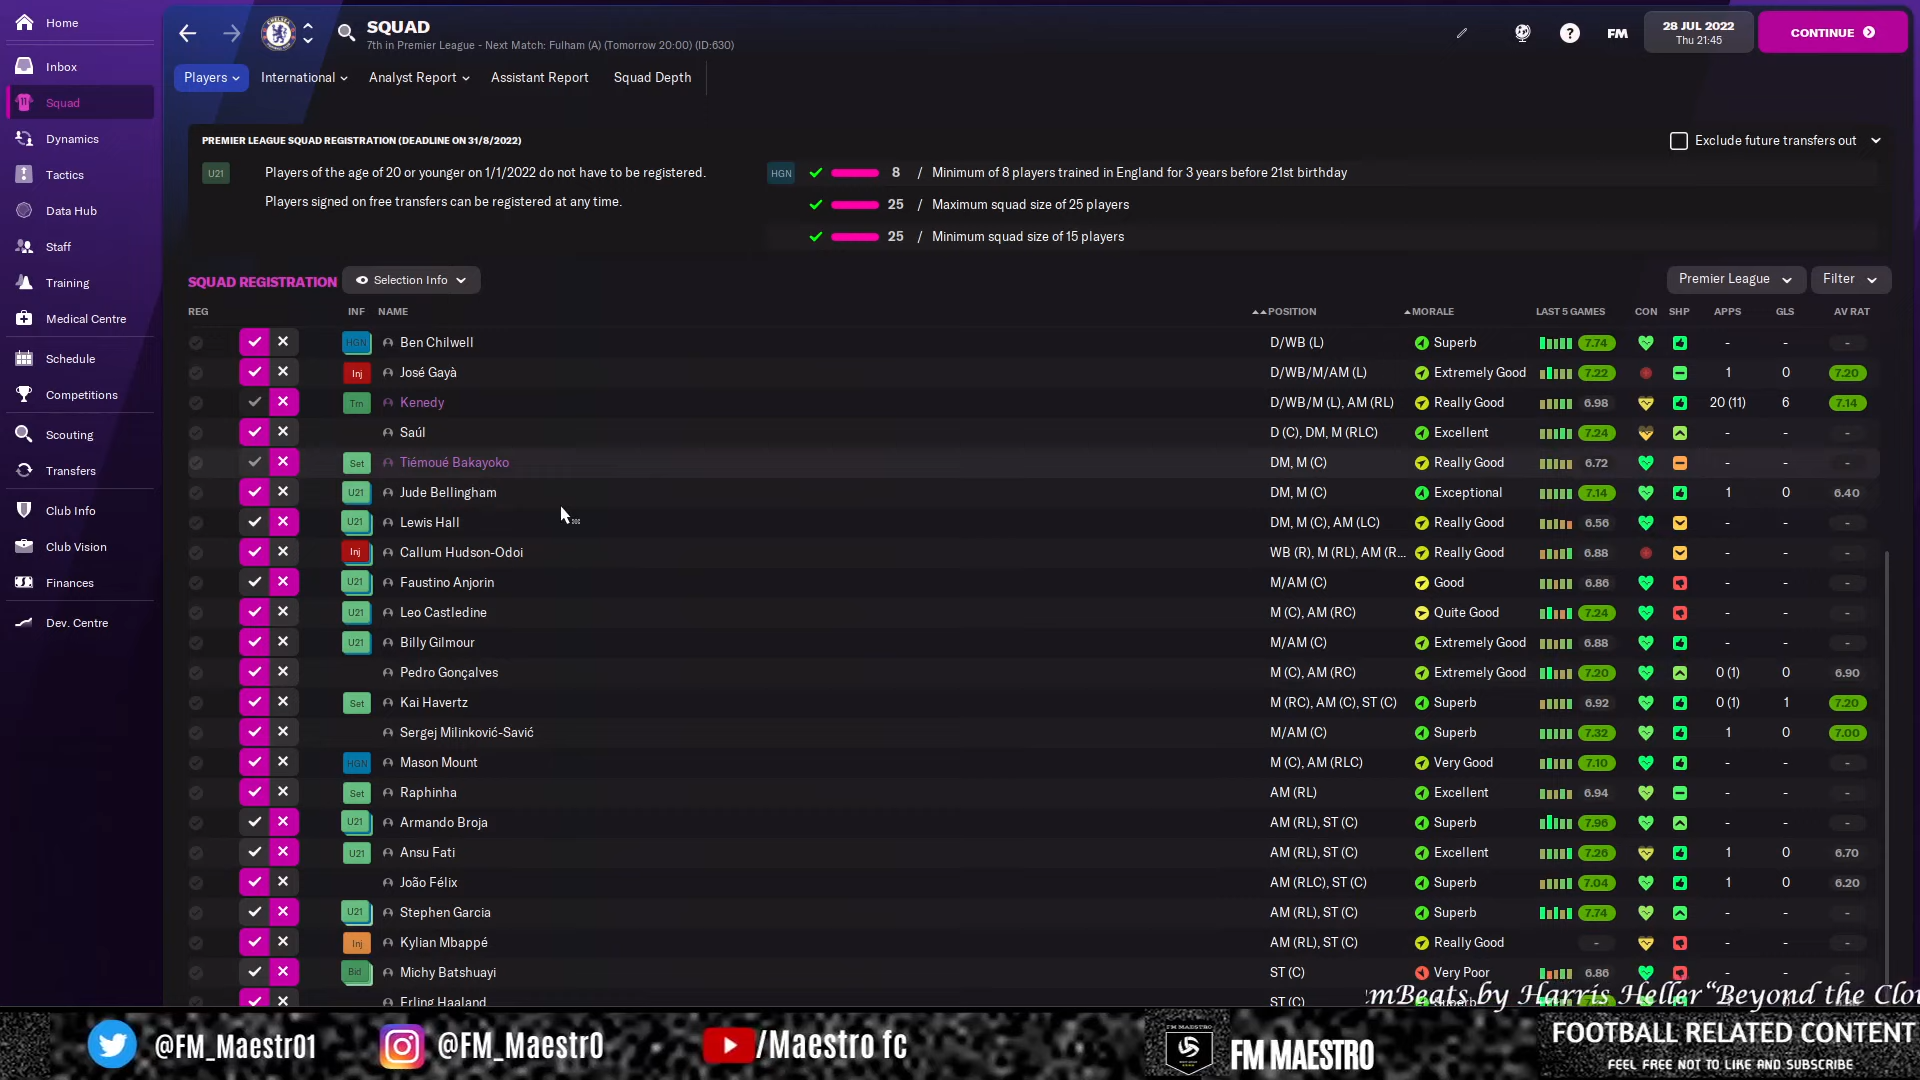 Home
Inbox
Squad
Dynamics
Tactics
Data Hub
Staff
Training
Medical Centre
Schedule
Competitions
Scouting
Transfers
Club Info
Club Vision
Finances
Dev. Centre
SQUAD
7th in Premier League - Next Match: Fulham (A) (Tomorrow 20:00) (ID:630)
FM
28 JUL 2022
Thu 21:45
CONTINUE
Players International Analyst Report Assistant Report Squad Depth
PREMIER LEAGUE SQUAD REGISTRATION (DEADLINE ON 31/8/2022)
Exclude future transfers out
U21 Players of the age of 20 or younger on 1/1/2022 do not have to be registered.
Players signed on free transfers can be registered at any time.
HGN 8 / Minimum of 8 players trained in England for 3 years before 21st birthday
25 / Maximum squad size of 25 players
25 / Minimum squad size of 15 players
SQUAD REGISTRATION Selection Info Premier League Filter
REG INF NAME POSITION MORALE LAST 5 GAMES CON SHP APPS GLS AV RAT
HGN Ben Chilwell D/WB (L) Superb 7.74 - - -
Inj José Gayà D/WB/M/AM (L) Extremely Good 7.22 1 0 7.20
Trn Kenedy D/WB/M (L), AM (RL) Really Good 6.98 20 (11) 6 7.14
Saúl D (C), DM, M (RLC) Excellent 7.24 - - -
Set Tiémoué Bakayoko DM, M (C) Really Good 6.72 - - -
U21 Jude Bellingham DM, M (C) Exceptional 7.14 1 0 6.40
U21 Lewis Hall DM, M (C), AM (LC) Really Good 6.56 - - -
Inj Callum Hudson-Odoi WB (R), M (RL), AM (R... Really Good 6.88 - - -
U21 Faustino Anjorin M/AM (C) Good 6.86 - - -
U21 Leo Castledine M (C), AM (RC) Quite Good 7.24 - - -
U21 Billy Gilmour M/AM (C) Extremely Good 6.88 - - -
Pedro Gonçalves M (C), AM (RC) Extremely Good 7.20 0 (1) 0 6.90
Set Kai Havertz M (RC), AM (C), ST (C) Superb 6.92 0 (1) 1 7.20
Sergej Milinković-Savić M/AM (C) Superb 7.32 1 0 7.00
HGN Mason Mount M (C), AM (RLC) Very Good 7.10 - - -
Set Raphinha AM (RL) Excellent 6.94 - - -
U21 Armando Broja AM (RL), ST (C) Superb 7.96 - - -
U21 Ansu Fati AM (RL), ST (C) Excellent 7.26 1 0 6.70
João Félix AM (RLC), ST (C) Superb 7.04 1 0 6.20
U21 Stephen Garcia AM (RL), ST (C) Superb 7.74 - - -
Inj Kylian Mbappé AM (RL), ST (C) Really Good - - - -
Bid Michy Batshuayi ST (C) Very Poor 6.86 - - -
Erling Haaland ST (C) Superb
mBeats by Harris Heller "Beyond the Clo
@FM_Maestr01 @FM_Maestr0 /Maestro fc FM MAESTRO FM MAESTRO
FOOTBALL RELATED CONTENT
FEEL FREE NOT TO LIKE AND SUBSCRIBE